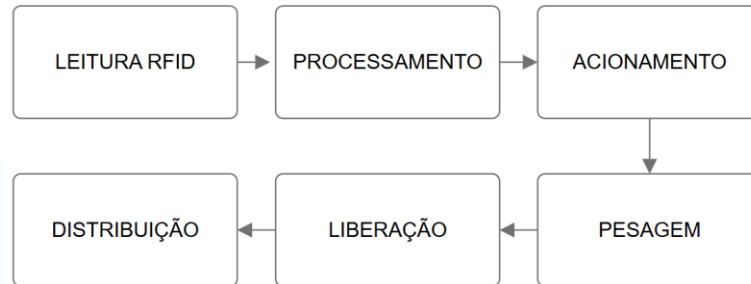 LEITURA RFID
PROCESSAMENTO
ACIONAMENTO
PESAGEM
LIBERAÇÃO
DISTRIBUIÇÃO